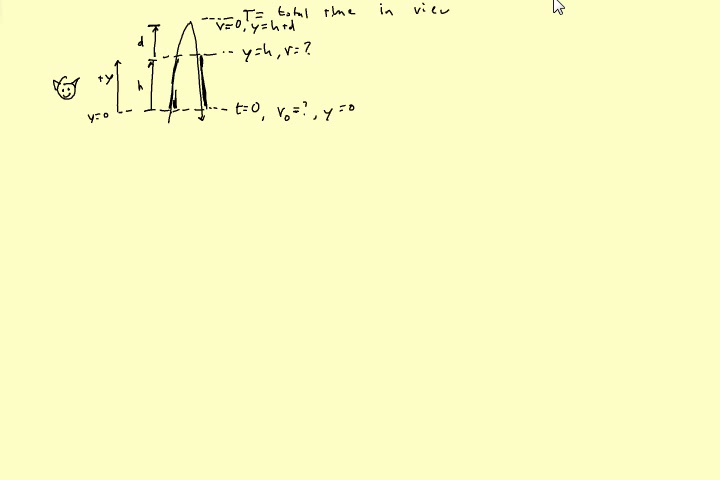 T= total time in view
v=0, y=h+d
d
y=h, v=?
+y
h
y=0
t=0, v₀=?, y=0